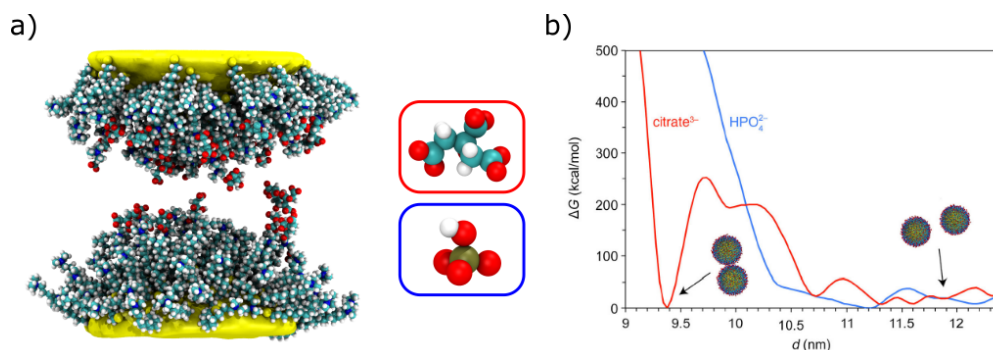 a)
b)
500
400
300
200
100
0
ΔG (kcal/mol)
citrate³⁻
HPO₄²⁻
9
9.5
10
10.5
11
11.5
12
d (nm)